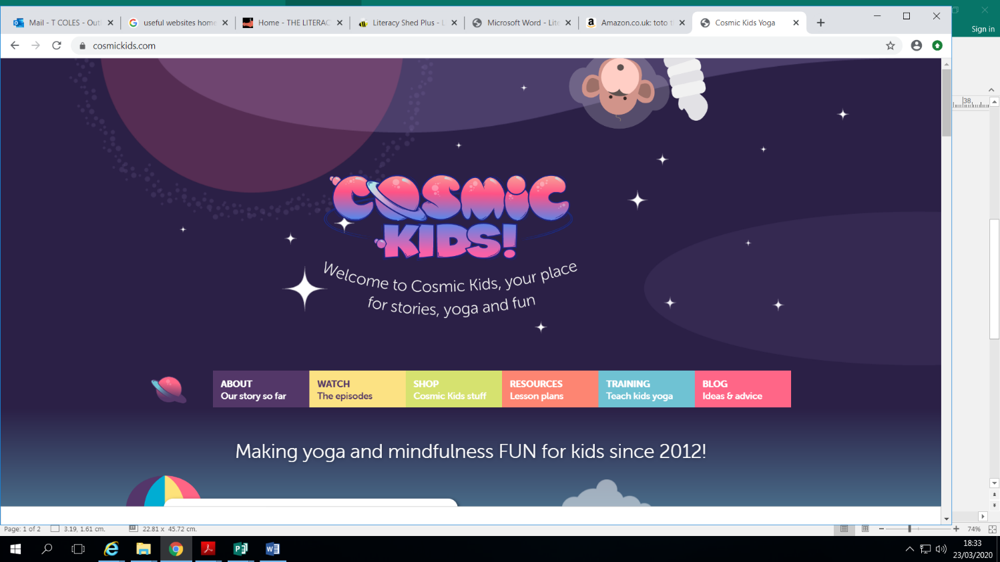 Sign in
Mail - T COLES - Outl
useful websites home
Home - THE LITERAC
Literacy Shed Plus - L
Microsoft Word - Lite
Amazon.co.uk: toto t
Cosmic Kids Yoga
cosmickids.com
38
COSMIC
KIDS!
Welcome to Cosmic Kids, your place
for stories, yoga and fun
ABOUT
Our story so far
WATCH
The episodes
SHOP
Cosmic Kids stuff
RESOURCES
Lesson plans
TRAINING
Teach kids yoga
BLOG
Ideas & advice
Making yoga and mindfulness FUN for kids since 2012!
Page: 1 of 2
3.19, 1.61 cm.
22.81 x 45.72 cm.
74%
18:33
23/03/2020